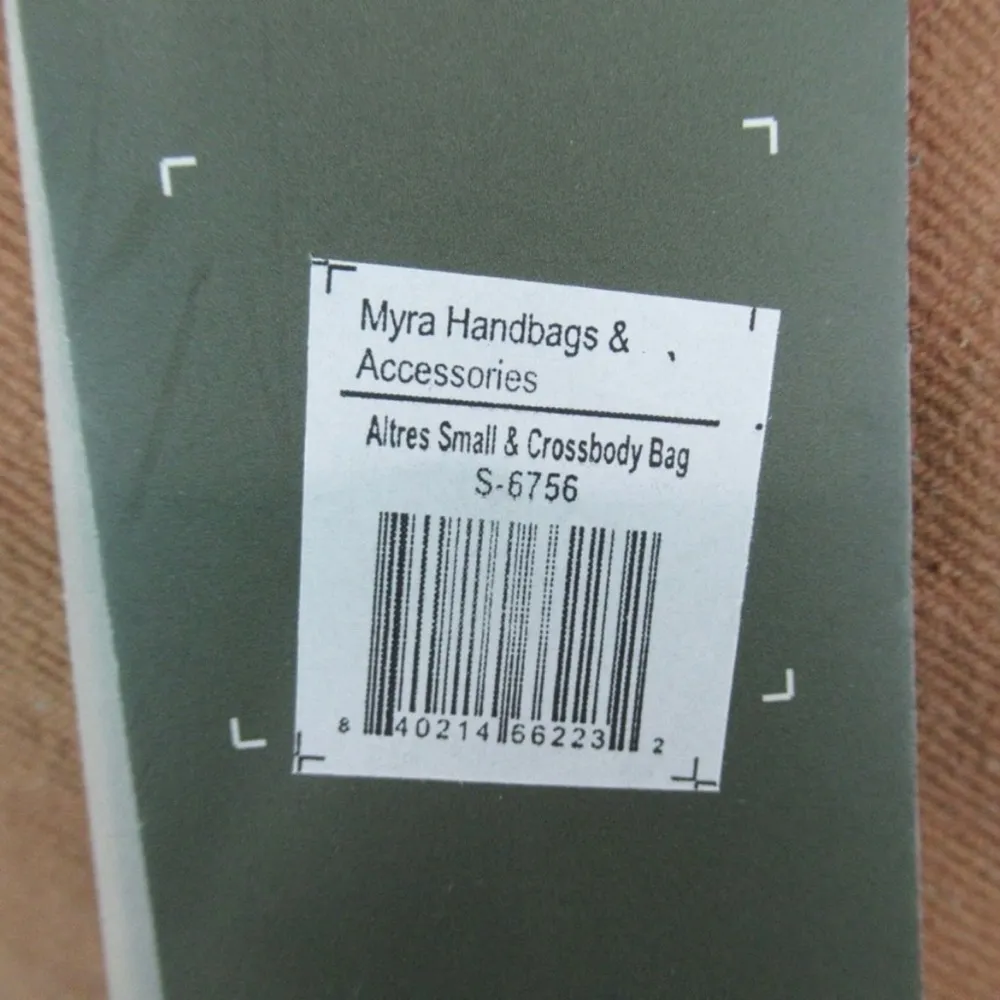 Myra Handbags &
Accessories
Altres Small & Crossbody Bag
S-6756
8 40214 66223 2